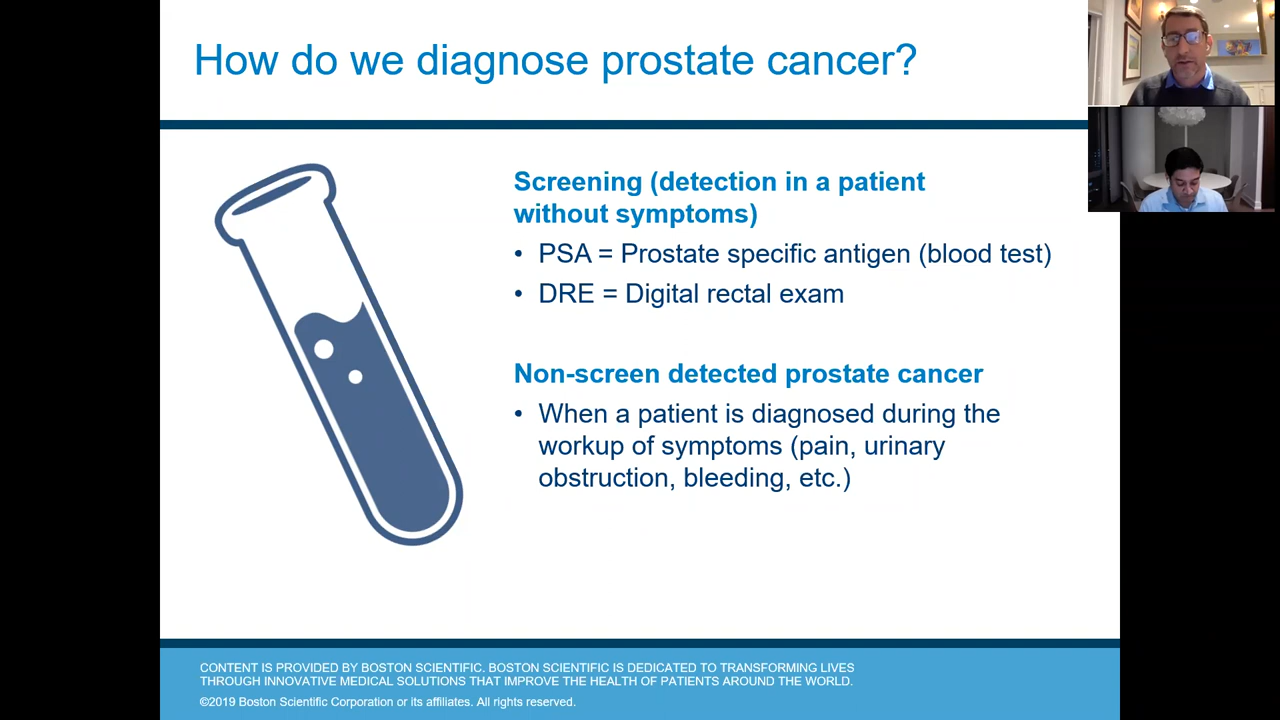 How do we diagnose prostate cancer?
Screening (detection in a patient
without symptoms)
• PSA = Prostate specific antigen (blood test)
• DRE = Digital rectal exam
Non-screen detected prostate cancer
• When a patient is diagnosed during the
workup of symptoms (pain, urinary
obstruction, bleeding, etc.)
CONTENT IS PROVIDED BY BOSTON SCIENTIFIC. BOSTON SCIENTIFIC IS DEDICATED TO TRANSFORMING LIVES
THROUGH INNOVATIVE MEDICAL SOLUTIONS THAT IMPROVE THE HEALTH OF PATIENTS AROUND THE WORLD.
©2019 Boston Scientific Corporation or its affiliates. All rights reserved.